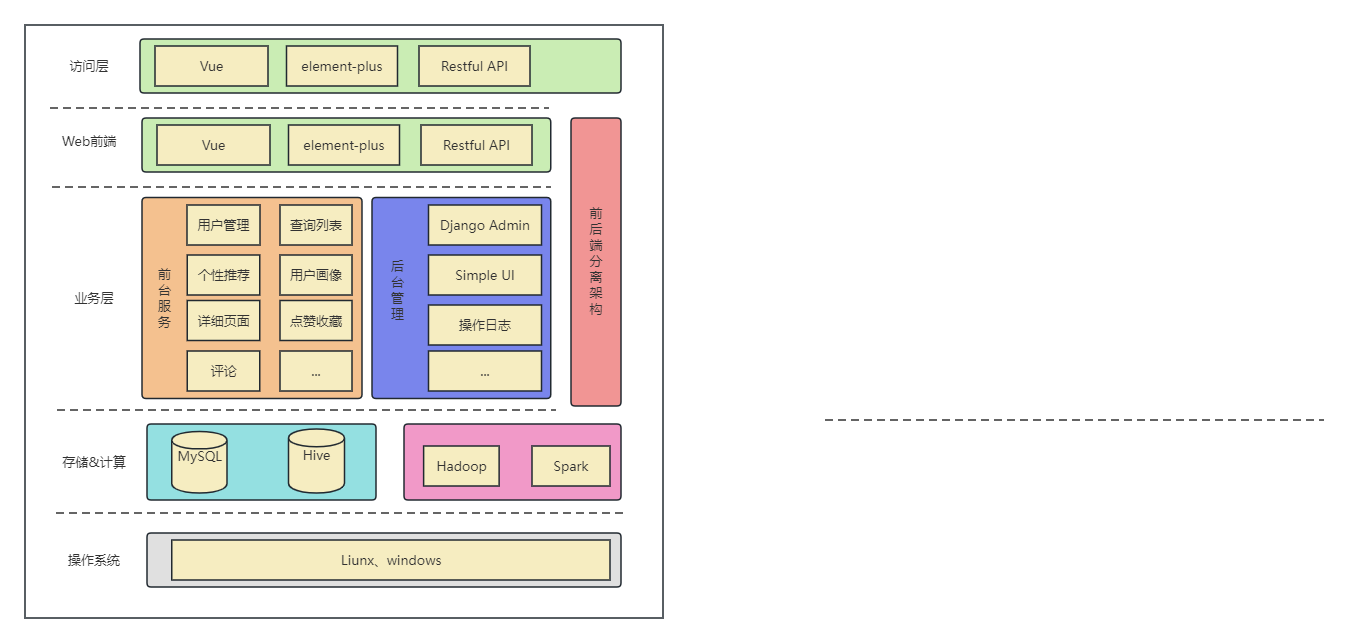 访问层
Vue
element-plus
Restful API
Web前端
Vue
element-plus
Restful API
业务层
前台服务
用户管理
查询列表
个性推荐
用户画像
详细页面
点赞收藏
评论
...
后台管理
Django Admin
Simple UI
操作日志
...
前后端分离架构
存储&计算
MySQL
Hive
Hadoop
Spark
操作系统
Liunx、windows